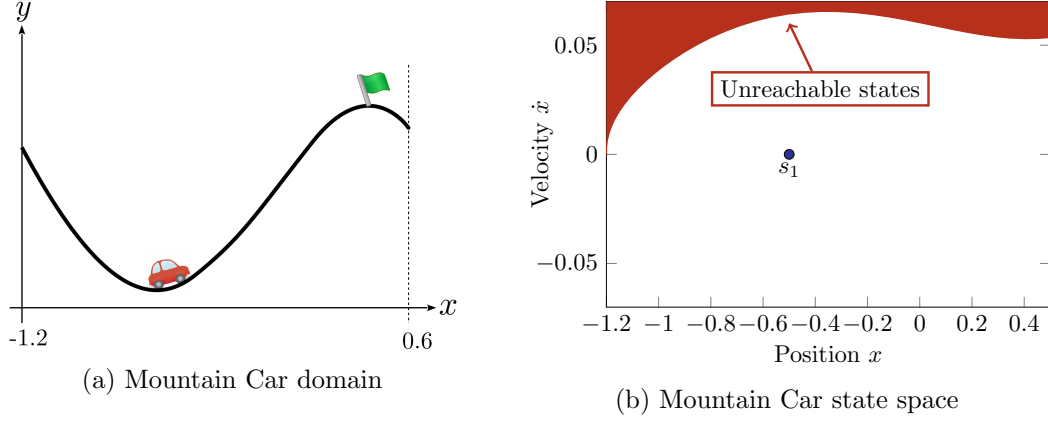 y
x
-1.2
0.6
(a) Mountain Car domain
0.05
0
−0.05
Velocity ẋ
Unreachable states
s₁
−1.2 −1 −0.8 −0.6 −0.4 −0.2 0 0.2 0.4
Position x
(b) Mountain Car state space